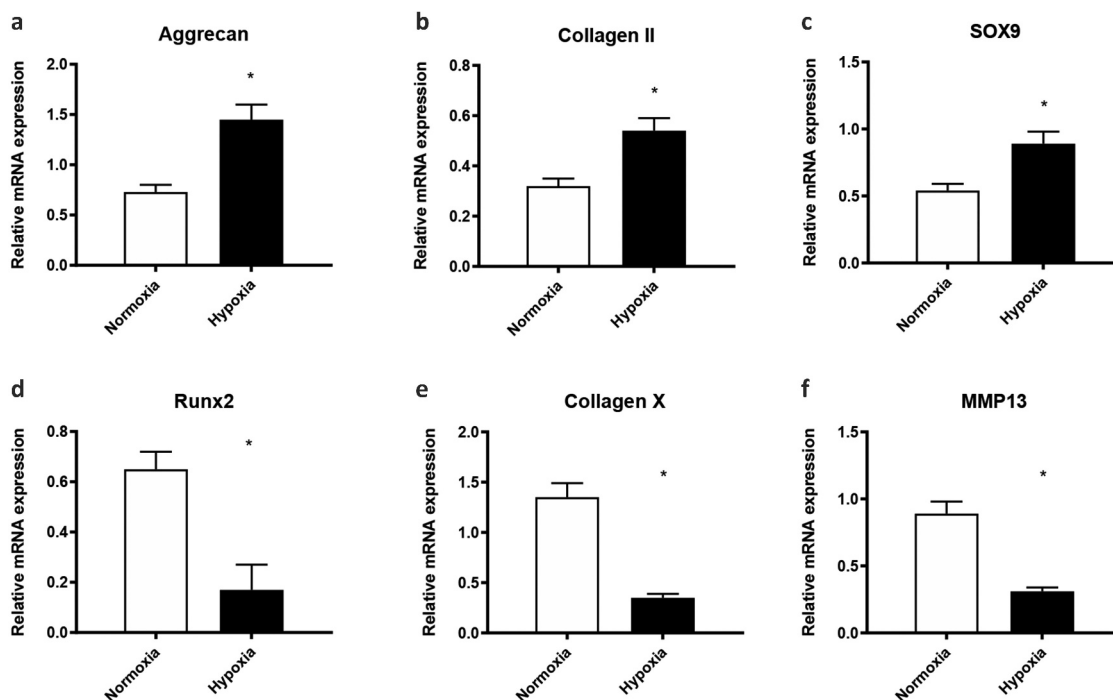 a
Aggrecan
Relative mRNA expression
2.0
1.5
1.0
0.5
0.0
*
Normoxia
Hypoxia
b
Collagen II
Relative mRNA expression
0.8
0.6
0.4
0.2
0.0
*
Normoxia
Hypoxia
c
SOX9
Relative mRNA expression
1.5
1.0
0.5
0.0
*
Normoxia
Hypoxia
d
Runx2
Relative mRNA expression
0.8
0.6
0.4
0.2
0.0
*
Normoxia
Hypoxia
e
Collagen X
Relative mRNA expression
2.0
1.5
1.0
0.5
0.0
*
Normoxia
Hypoxia
f
MMP13
Relative mRNA expression
1.5
1.0
0.5
0.0
*
Normoxia
Hypoxia